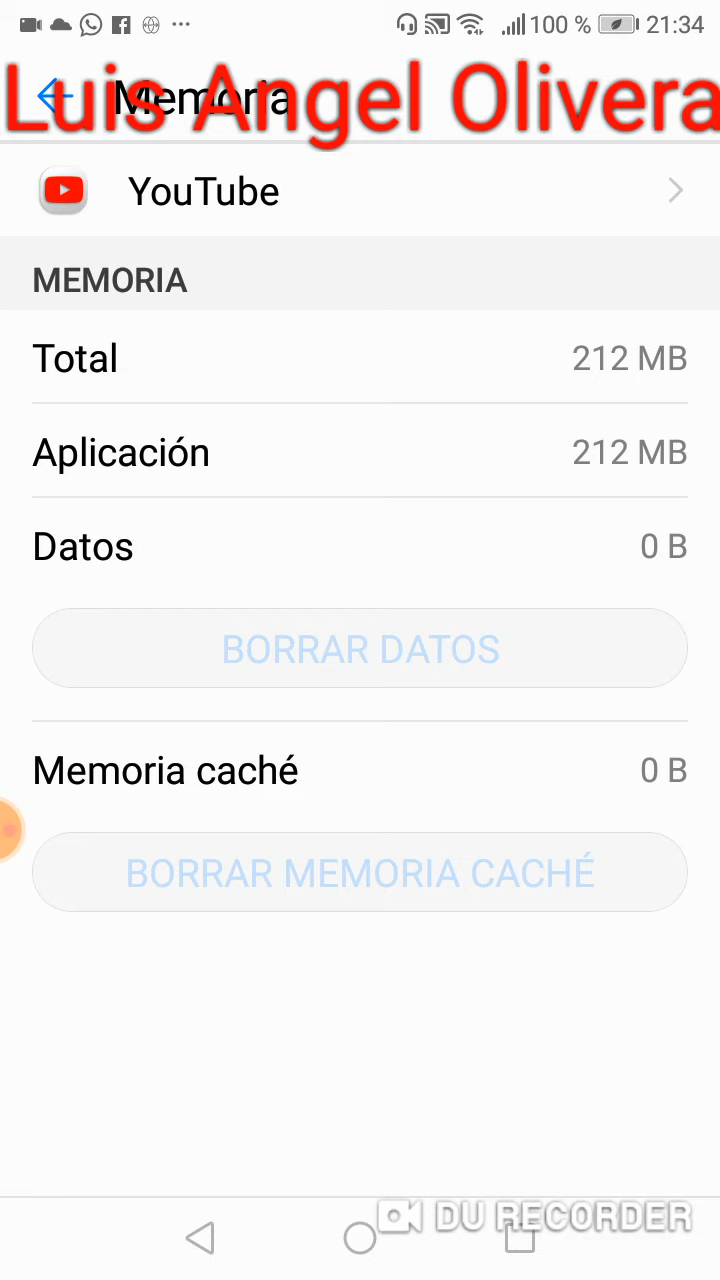 100 % 21:34
Memoria
Luis Angel Olivera
YouTube
MEMORIA
Total 212 MB
Aplicación 212 MB
Datos 0 B
BORRAR DATOS
Memoria caché 0 B
BORRAR MEMORIA CACHÉ
DU RECORDER